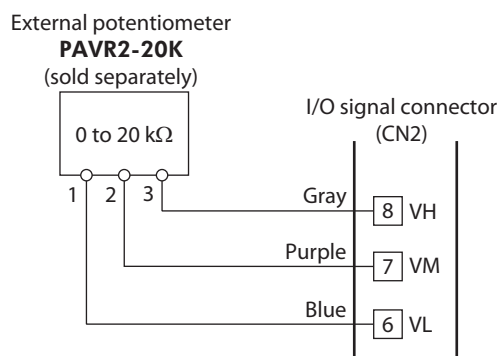 External potentiometer
PAVR2-20K
(sold separately)
I/O signal connector
(CN2)
0 to 20 kΩ
1 2 3
Gray 8 VH
Purple 7 VM
Blue 6 VL